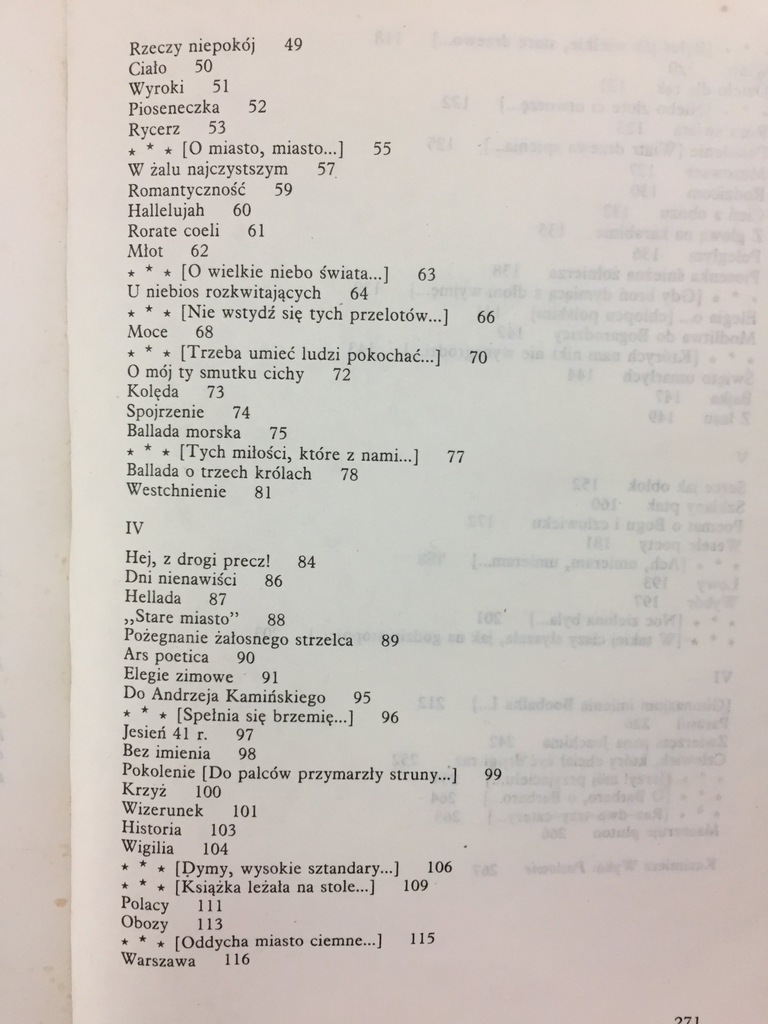 Rzeczy niepokój 49
Ciało 50
Wyroki 51
Pioseneczka 52
Rycerz 53
* * * [O miasto, miasto...] 55
W żalu najczystszym 57
Romantyczność 59
Hallelujah 60
Rorate coeli 61
Młot 62
* * * [O wielkie niebo świata...] 63
U niebios rozkwitających 64
* * * [Nie wstydź się tych przelotów...] 66
Moce 68
* * * [Trzeba umieć ludzi pokochać...] 70
O mój ty smutku cichy 72
Kolęda 73
Spojrzenie 74
Ballada morska 75
* * * [Tych miłości, które z nami...] 77
Ballada o trzech królach 78
Westchnienie 81
IV
Hej, z drogi precz! 84
Dni nienawiści 86
Hellada 87
„Stare miasto” 88
Pożegnanie żałosnego strzelca 89
Ars poetica 90
Elegie zimowe 91
Do Andrzeja Kamińskiego 95
* * * [Spełnia się brzemię...] 96
Jesień 41 r. 97
Bez imienia 98
Pokolenie [Do palców przymarzły struny...] 99
Krzyż 100
Wizerunek 101
Historia 103
Wigilia 104
* * * [Dymy, wysokie sztandary...] 106
* * * [Książka leżała na stole...] 109
Polacy 111
Obozy 113
* * * [Oddycha miasto ciemne...] 115
Warszawa 116
271